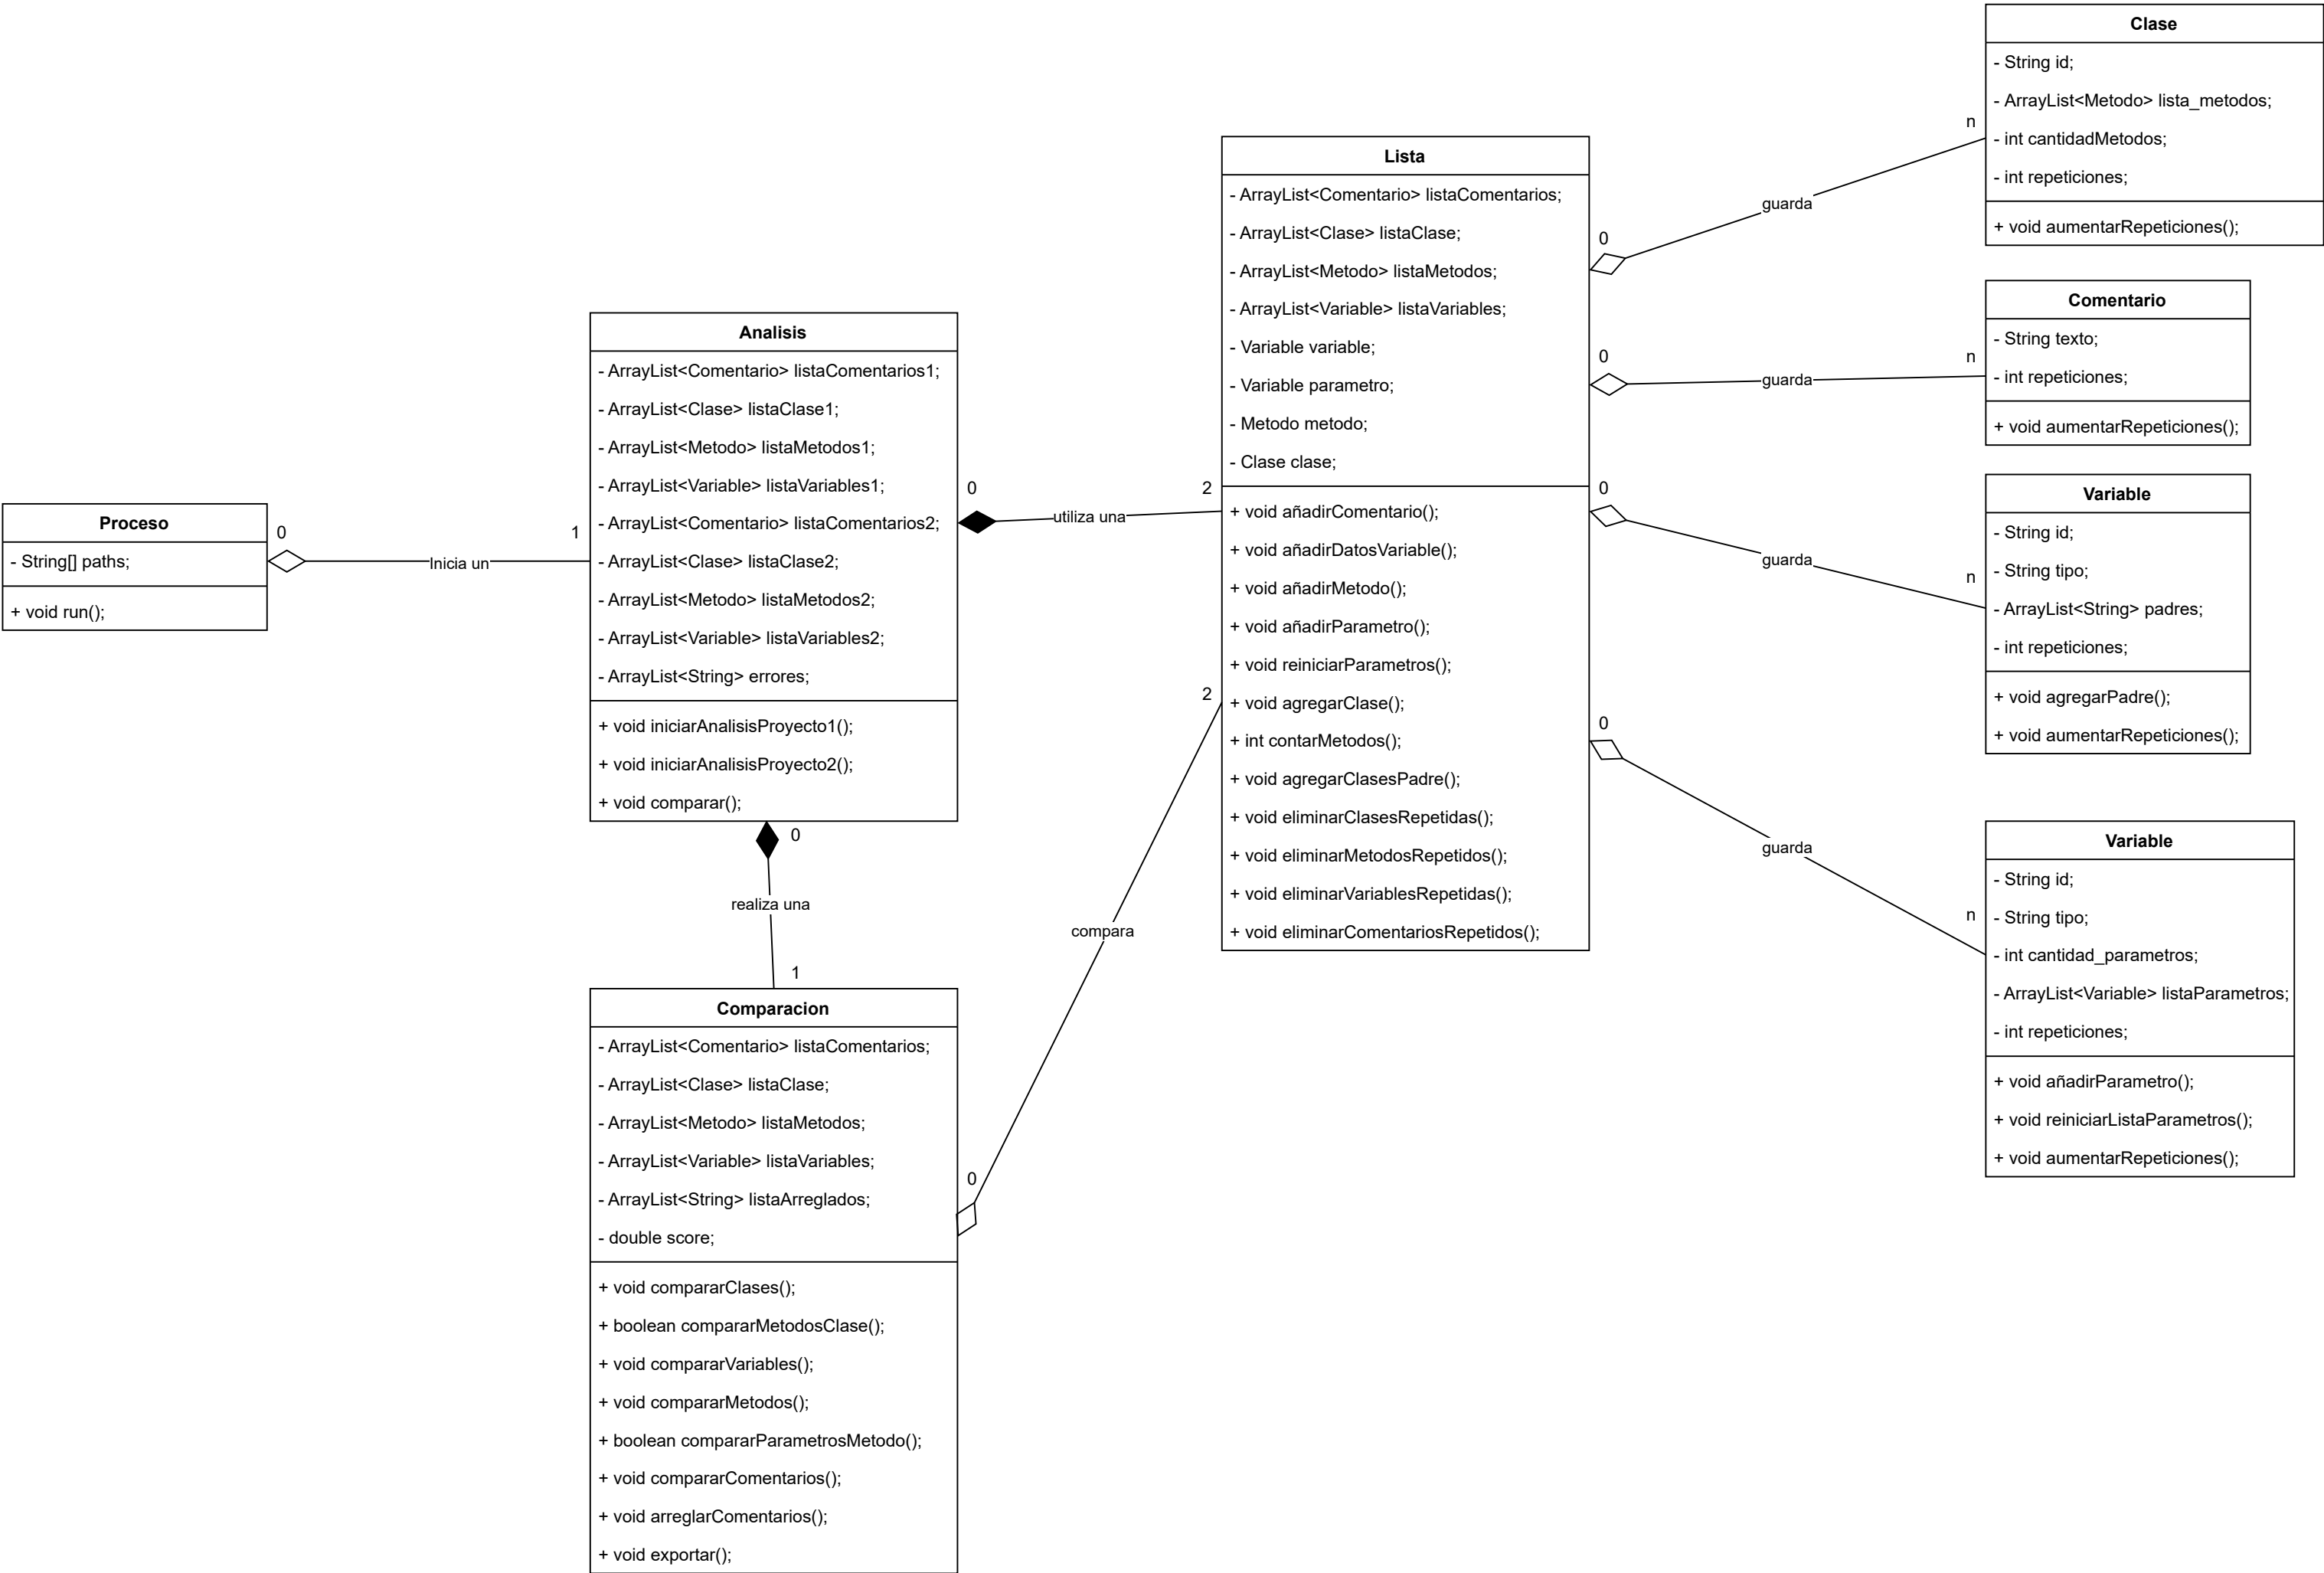 Proceso
- String[] paths;
+ void run();
0
1
Inicia un
Analisis
- ArrayList<Comentario> listaComentarios1;
- ArrayList<Clase> listaClase1;
- ArrayList<Metodo> listaMetodos1;
- ArrayList<Variable> listaVariables1;
- ArrayList<Comentario> listaComentarios2;
- ArrayList<Clase> listaClase2;
- ArrayList<Metodo> listaMetodos2;
- ArrayList<Variable> listaVariables2;
- ArrayList<String> errores;
+ void iniciarAnalisisProyecto1();
+ void iniciarAnalisisProyecto2();
+ void comparar();
0
realiza una
1
Comparacion
- ArrayList<Comentario> listaComentarios;
- ArrayList<Clase> listaClase;
- ArrayList<Metodo> listaMetodos;
- ArrayList<Variable> listaVariables;
- ArrayList<String> listaArreglados;
- double score;
+ void compararClases();
+ boolean compararMetodosClase();
+ void compararVariables();
+ void compararMetodos();
+ boolean compararParametrosMetodo();
+ void compararComentarios();
+ void arreglarComentarios();
+ void exportar();
0
2
utiliza una
2
compara
0
Lista
- ArrayList<Comentario> listaComentarios;
- ArrayList<Clase> listaClase;
- ArrayList<Metodo> listaMetodos;
- ArrayList<Variable> listaVariables;
- Variable variable;
- Variable parametro;
- Metodo metodo;
- Clase clase;
+ void añadirComentario();
+ void añadirDatosVariable();
+ void añadirMetodo();
+ void añadirParametro();
+ void reiniciarParametros();
+ void agregarClase();
+ int contarMetodos();
+ void agregarClasesPadre();
+ void eliminarClasesRepetidas();
+ void eliminarMetodosRepetidos();
+ void eliminarVariablesRepetidas();
+ void eliminarComentariosRepetidos();
0
guarda
n
0
guarda
n
0
guarda
n
0
guarda
n
Clase
- String id;
- ArrayList<Metodo> lista_metodos;
- int cantidadMetodos;
- int repeticiones;
+ void aumentarRepeticiones();
Comentario
- String texto;
- int repeticiones;
+ void aumentarRepeticiones();
Variable
- String id;
- String tipo;
- ArrayList<String> padres;
- int repeticiones;
+ void agregarPadre();
+ void aumentarRepeticiones();
Variable
- String id;
- String tipo;
- int cantidad_parametros;
- ArrayList<Variable> listaParametros;
- int repeticiones;
+ void añadirParametro();
+ void reiniciarListaParametros();
+ void aumentarRepeticiones();